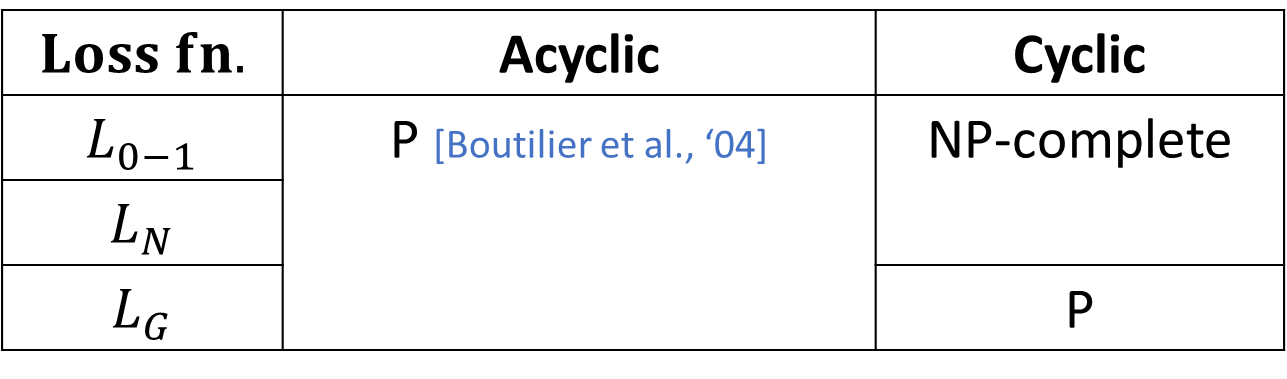 Loss fn. Acyclic Cyclic
L0−1 P [Boutilier et al., ‘04] NP-complete
LN
LG P